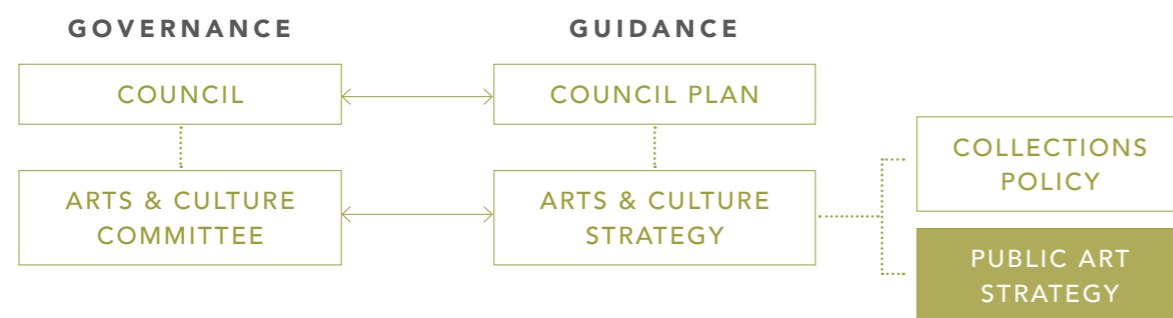 GOVERNANCE
GUIDANCE
COUNCIL
COUNCIL PLAN
ARTS & CULTURE
COMMITTEE
ARTS & CULTURE
STRATEGY
COLLECTIONS
POLICY
PUBLIC ART
STRATEGY